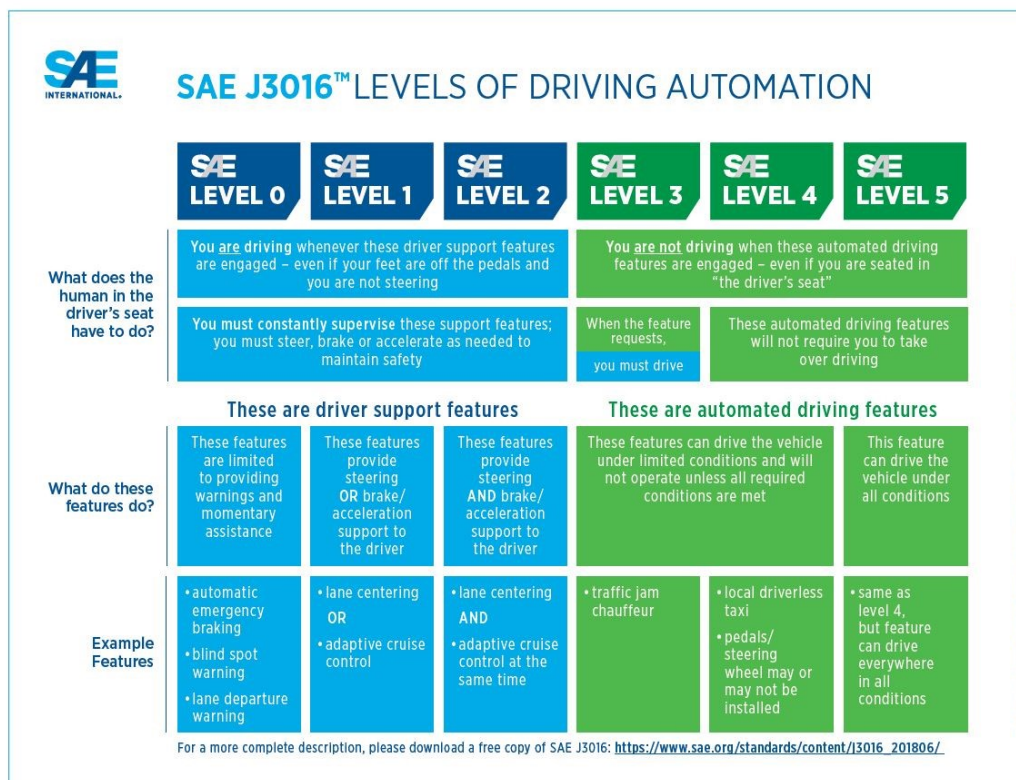 SAE
INTERNATIONAL®
SAE J3016™ LEVELS OF DRIVING AUTOMATION
SAE
LEVEL 0
SAE
LEVEL 1
SAE
LEVEL 2
SAE
LEVEL 3
SAE
LEVEL 4
SAE
LEVEL 5
What does the
human in the
driver's seat
have to do?
You are driving whenever these driver support features
are engaged – even if your feet are off the pedals and
you are not steering
You are not driving when these automated driving
features are engaged – even if you are seated in
“the driver's seat”
You must constantly supervise these support features;
you must steer, brake or accelerate as needed to
maintain safety
When the feature
requests,
you must drive
These automated driving features
will not require you to take
over driving
These are driver support features
These are automated driving features
What do these
features do?
These features
are limited
to providing
warnings and
momentary
assistance
These features
provide
steering
OR brake/
acceleration
support to
the driver
These features
provide
steering
AND brake/
acceleration
support to
the driver
These features can drive the vehicle
under limited conditions and will
not operate unless all required
conditions are met
This feature
can drive the
vehicle under
all conditions
Example
Features
• automatic
emergency
braking
• blind spot
warning
• lane departure
warning
• lane centering
OR
• adaptive cruise
control
• lane centering
AND
• adaptive cruise
control at the
same time
• traffic jam
chauffeur
• local driverless
taxi
• pedals/
steering
wheel may or
may not be
installed
• same as
level 4,
but feature
can drive
everywhere
in all
conditions
For a more complete description, please download a free copy of SAE J3016: https://www.sae.org/standards/content/J3016_201806/